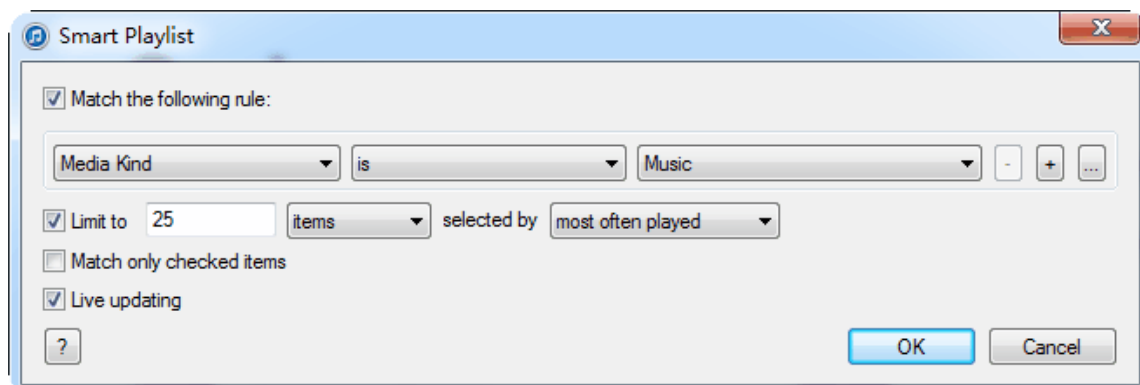 Smart Playlist
X
Match the following rule:
Media Kind is Music - + ...
Limit to 25 items selected by most often played
Match only checked items
Live updating
? OK Cancel